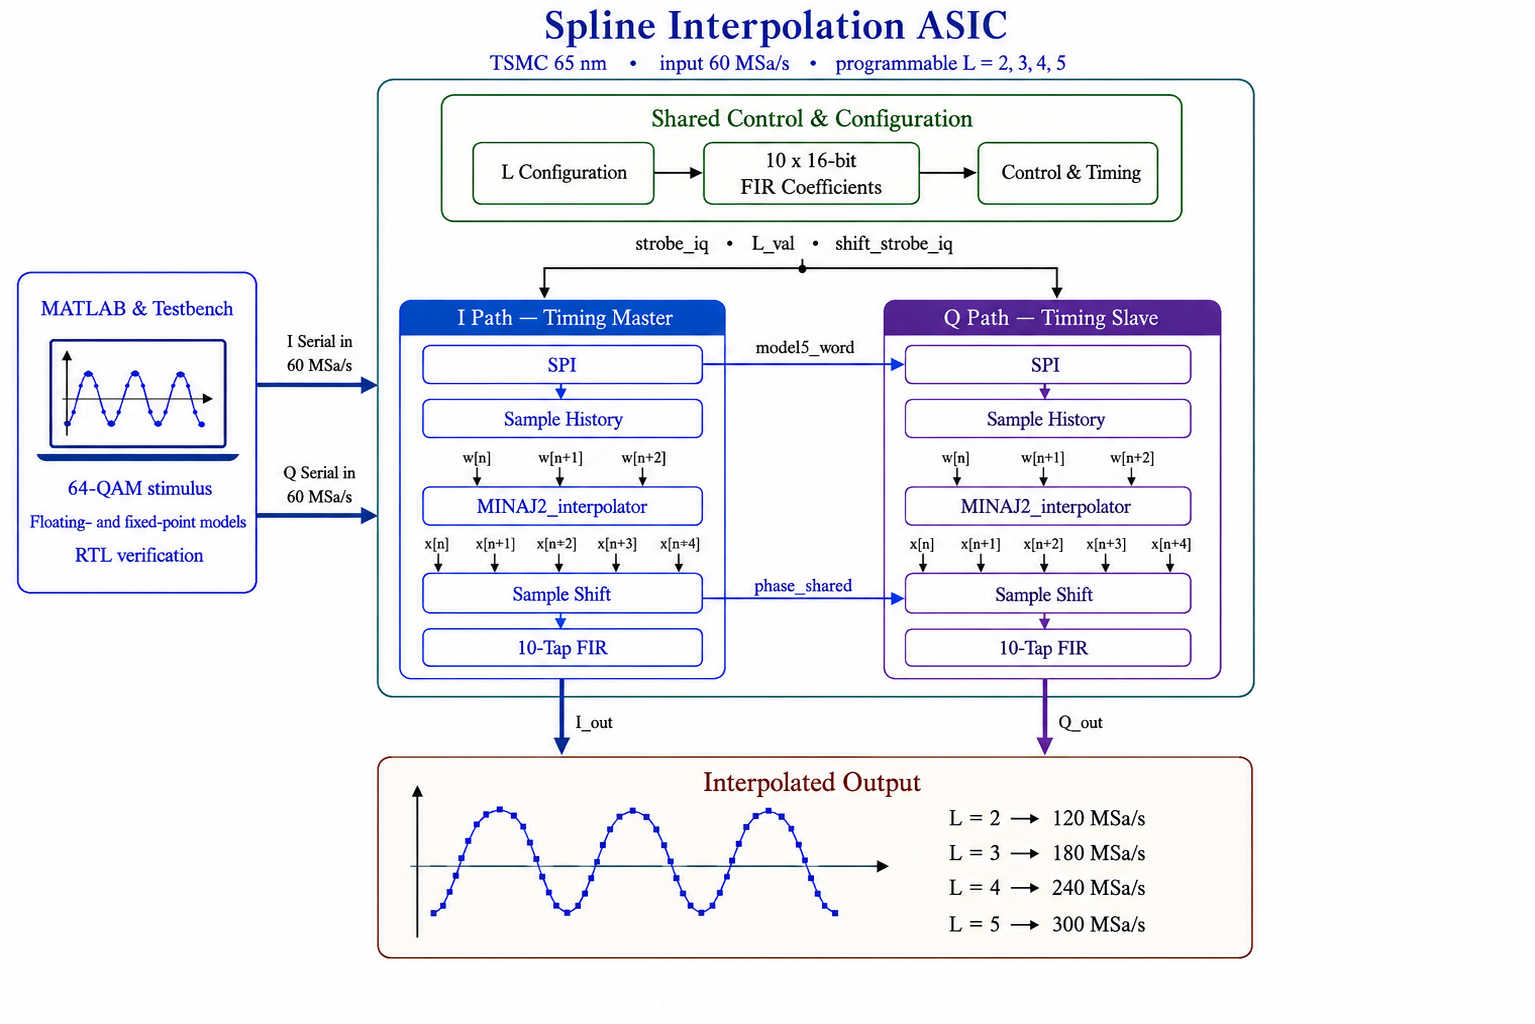 Spline Interpolation ASIC
TSMC 65 nm • input 60 MSa/s • programmable L = 2, 3, 4, 5
Shared Control & Configuration
L Configuration
10 x 16-bit
FIR Coefficients
Control & Timing
strobe_iq • L_val • shift_strobe_iq
MATLAB & Testbench
64-QAM stimulus
Floating- and fixed-point models
RTL verification
I Serial in
60 MSa/s
Q Serial in
60 MSa/s
I Path — Timing Master
SPI
Sample History
w[n] w[n+1] w[n+2]
MINAJ2_interpolator
x[n] x[n+1] x[n+2] x[n+3] x[n+4]
Sample Shift
10-Tap FIR
model5_word
phase_shared
Q Path — Timing Slave
SPI
Sample History
w[n] w[n+1] w[n+2]
MINAJ2_interpolator
x[n] x[n+1] x[n+2] x[n+3] x[n+4]
Sample Shift
10-Tap FIR
I_out
Q_out
Interpolated Output
L = 2 → 120 MSa/s
L = 3 → 180 MSa/s
L = 4 → 240 MSa/s
L = 5 → 300 MSa/s